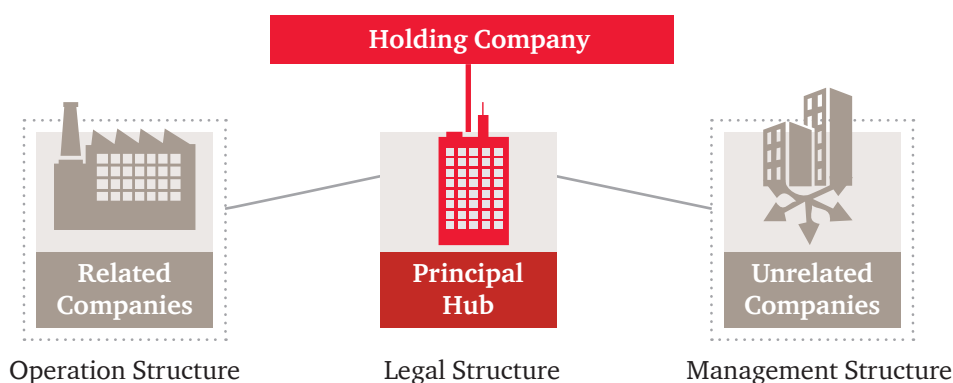 Holding Company
Related
Companies
Principal
Hub
Unrelated
Companies
Operation Structure
Legal Structure
Management Structure